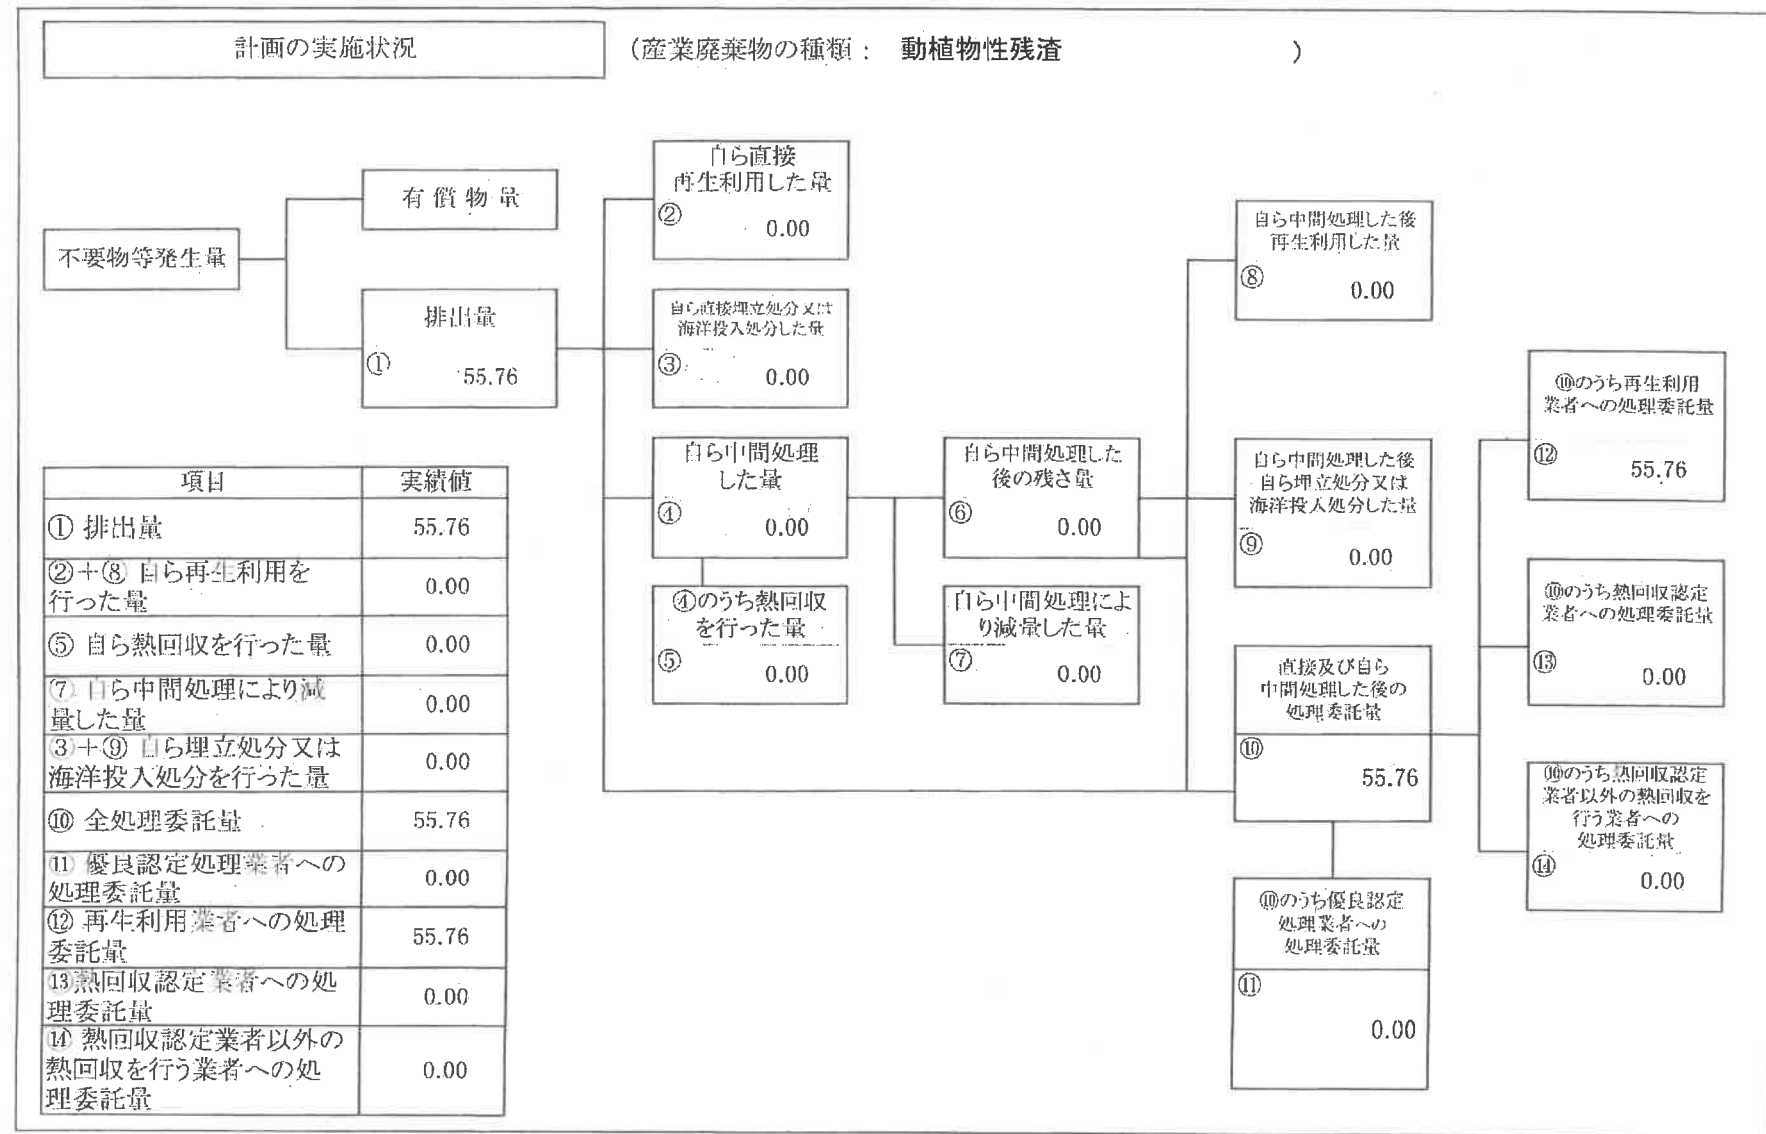 計画の実施状況
(産業廃棄物の種類： 動植物性残渣 )
不要物等発生量
有償物量
排出量
① 55.76
自ら直接
再生利用した量
② 0.00
自ら直接埋立処分又は
海洋投入処分した量
③ 0.00
自ら中間処理
した量
④ 0.00
④のうち熱回収
を行った量
⑤ 0.00
自ら中間処理した
後の残さ量
⑥ 0.00
自ら中間処理によ
り減量した量
⑦ 0.00
自ら中間処理した後
再生利用した量
⑧ 0.00
自ら中間処理した後
自ら埋立処分又は
海洋投入処分した量
⑨ 0.00
直接及び自ら
中間処理した後の
処理委託量
⑩ 55.76
⑩のうち優良認定
処理業者への
処理委託量
⑪ 0.00
⑩のうち再生利用
業者への処理委託量
⑫ 55.76
⑩のうち熱回収認定
業者への処理委託量
⑬ 0.00
⑩のうち熱回収認定
業者以外の熱回収を
行う業者への
処理委託量
⑭ 0.00
項目 実績値
① 排出量 55.76
②＋⑧ 自ら再生利用を
行った量 0.00
⑤ 自ら熱回収を行った量 0.00
⑦ 自ら中間処理により減
量した量 0.00
③＋⑨ 自ら埋立処分又は
海洋投入処分を行った量 0.00
⑩ 全処理委託量 55.76
⑪ 優良認定処理業者への
処理委託量 0.00
⑫ 再生利用業者への処理
委託量 55.76
⑬熱回収認定業者への処
理委託量 0.00
⑭ 熱回収認定業者以外の
熱回収を行う業者への処
理委託量 0.00